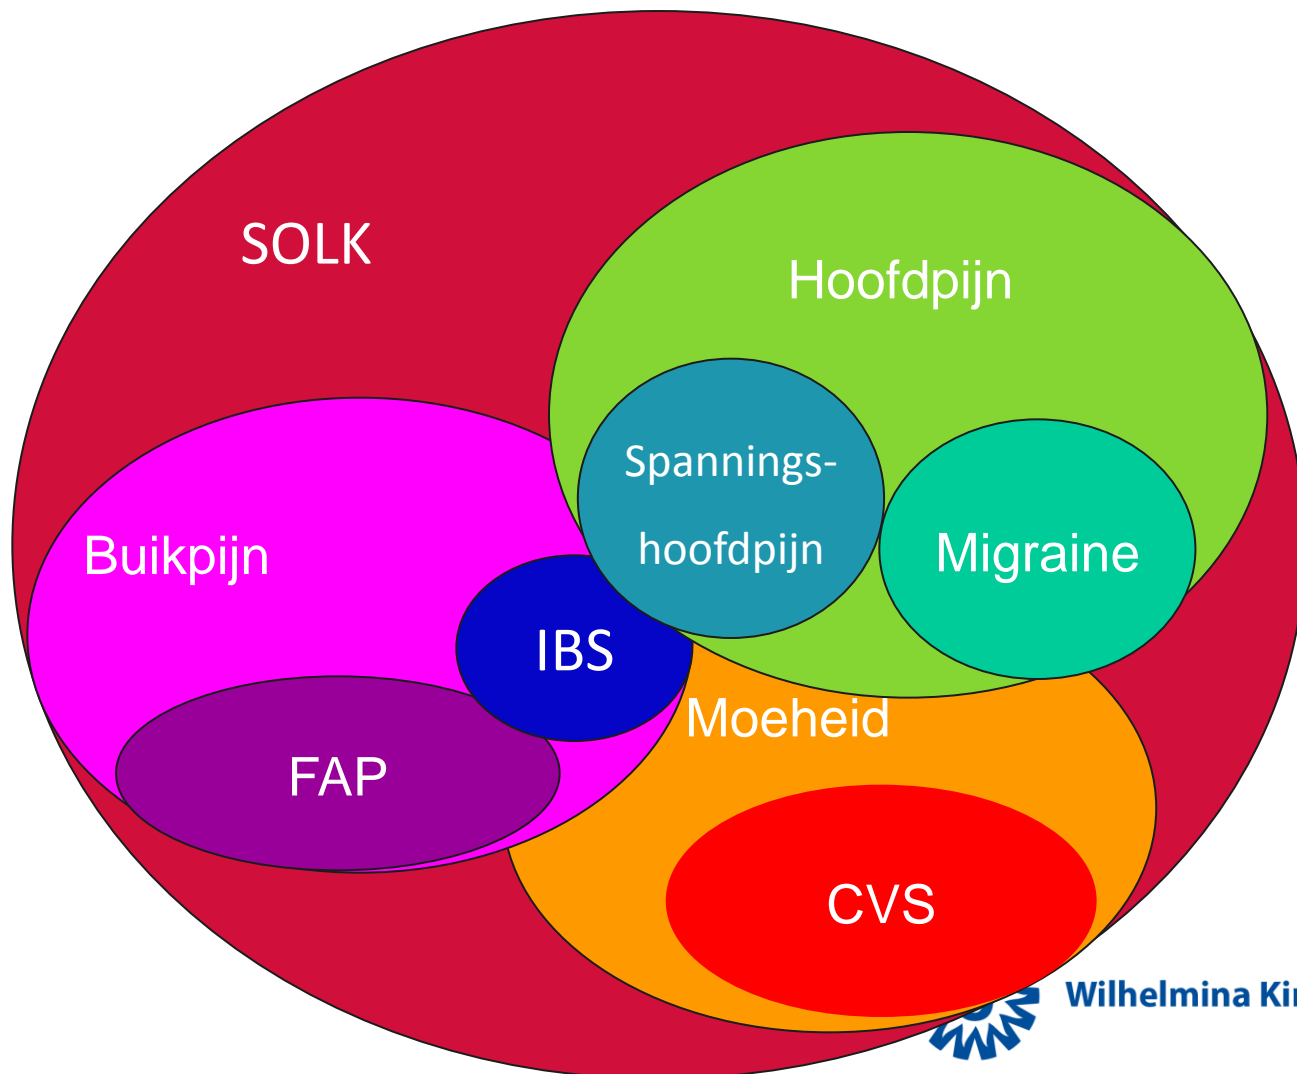 SOLK
Hoofdpijn
Spannings-
hoofdpijn
Migraine
Buikpijn
IBS
Moeheid
FAP
CVS
Wilhelmina Ki